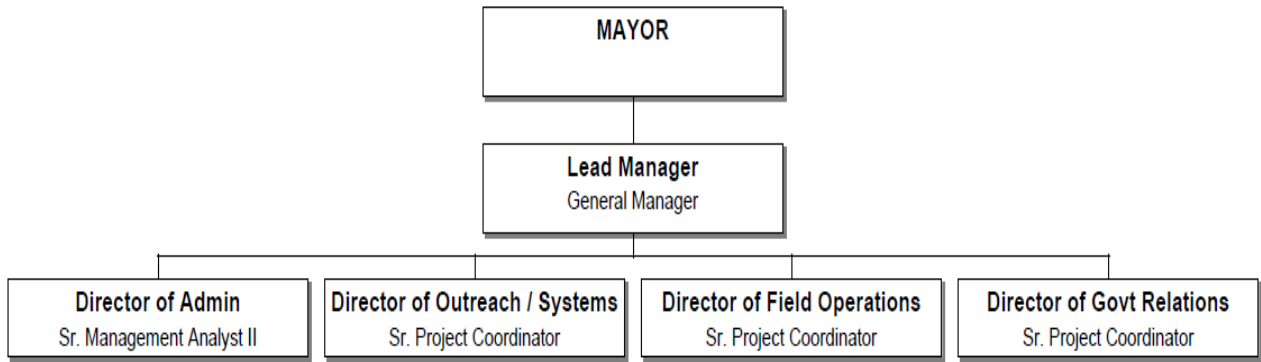 MAYOR
Lead Manager
General Manager
Director of Admin
Sr. Management Analyst II
Director of Outreach / Systems
Sr. Project Coordinator
Director of Field Operations
Sr. Project Coordinator
Director of Govt Relations
Sr. Project Coordinator